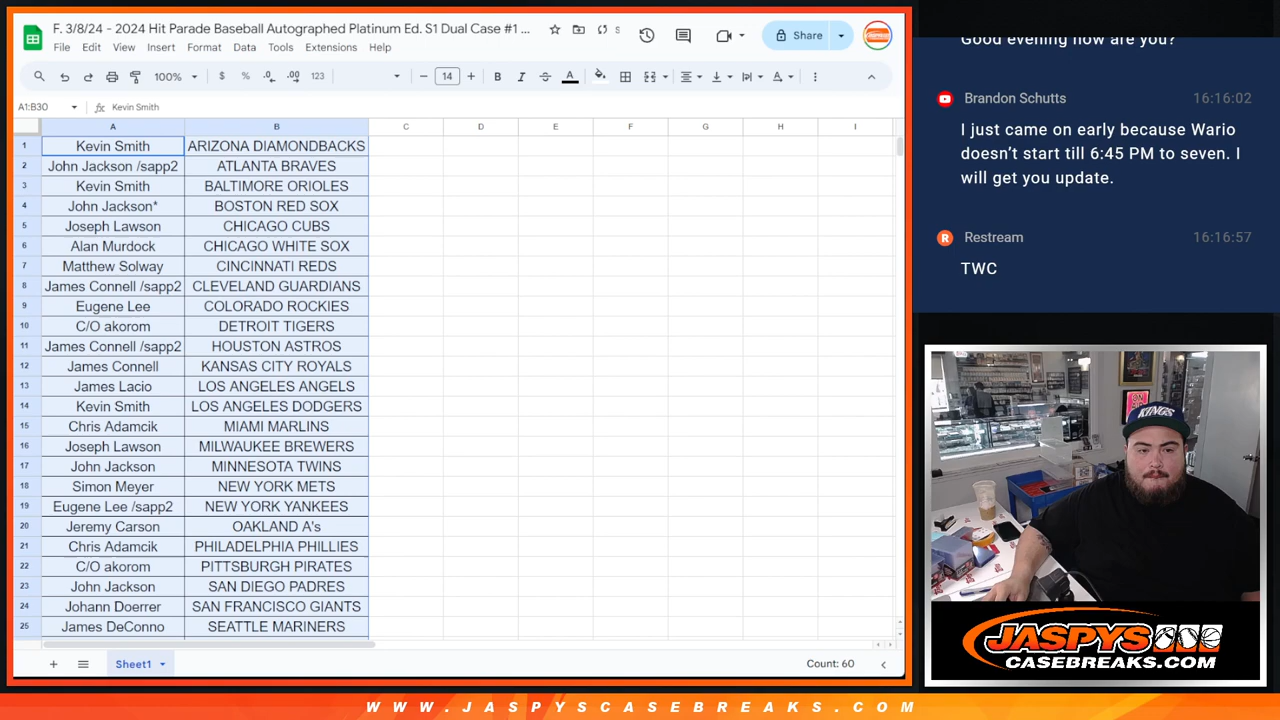 F. 3/8/24 - 2024 Hit Parade Baseball Autographed Platinum Ed. S1 Dual Case #1 ...
File Edit View Insert Format Data Tools Extensions Help
Share
100% $ % .0 .00 123 14 B I A
A1:B30 fx Kevin Smith
A B C D E F G H I
1 Kevin Smith ARIZONA DIAMONDBACKS
2 John Jackson /sapp2 ATLANTA BRAVES
3 Kevin Smith BALTIMORE ORIOLES
4 John Jackson* BOSTON RED SOX
5 Joseph Lawson CHICAGO CUBS
6 Alan Murdock CHICAGO WHITE SOX
7 Matthew Solway CINCINNATI REDS
8 James Connell /sapp2 CLEVELAND GUARDIANS
9 Eugene Lee COLORADO ROCKIES
10 C/O akorom DETROIT TIGERS
11 James Connell /sapp2 HOUSTON ASTROS
12 James Connell KANSAS CITY ROYALS
13 James Lacio LOS ANGELES ANGELS
14 Kevin Smith LOS ANGELES DODGERS
15 Chris Adamcik MIAMI MARLINS
16 Joseph Lawson MILWAUKEE BREWERS
17 John Jackson MINNESOTA TWINS
18 Simon Meyer NEW YORK METS
19 Eugene Lee /sapp2 NEW YORK YANKEES
20 Jeremy Carson OAKLAND A's
21 Chris Adamcik PHILADELPHIA PHILLIES
22 C/O akorom PITTSBURGH PIRATES
23 John Jackson SAN DIEGO PADRES
24 Johann Doerrer SAN FRANCISCO GIANTS
25 James DeConno SEATTLE MARINERS
Sheet1
Count: 60
Good evening how are you?
Brandon Schutts 16:16:02
I just came on early because Wario
doesn't start till 6:45 PM to seven. I
will get you update.
Restream 16:16:57
TWC
KINGS
JASPYS
CASEBREAKS.COM
WWW.JASPYSCASEBREAKS.COM